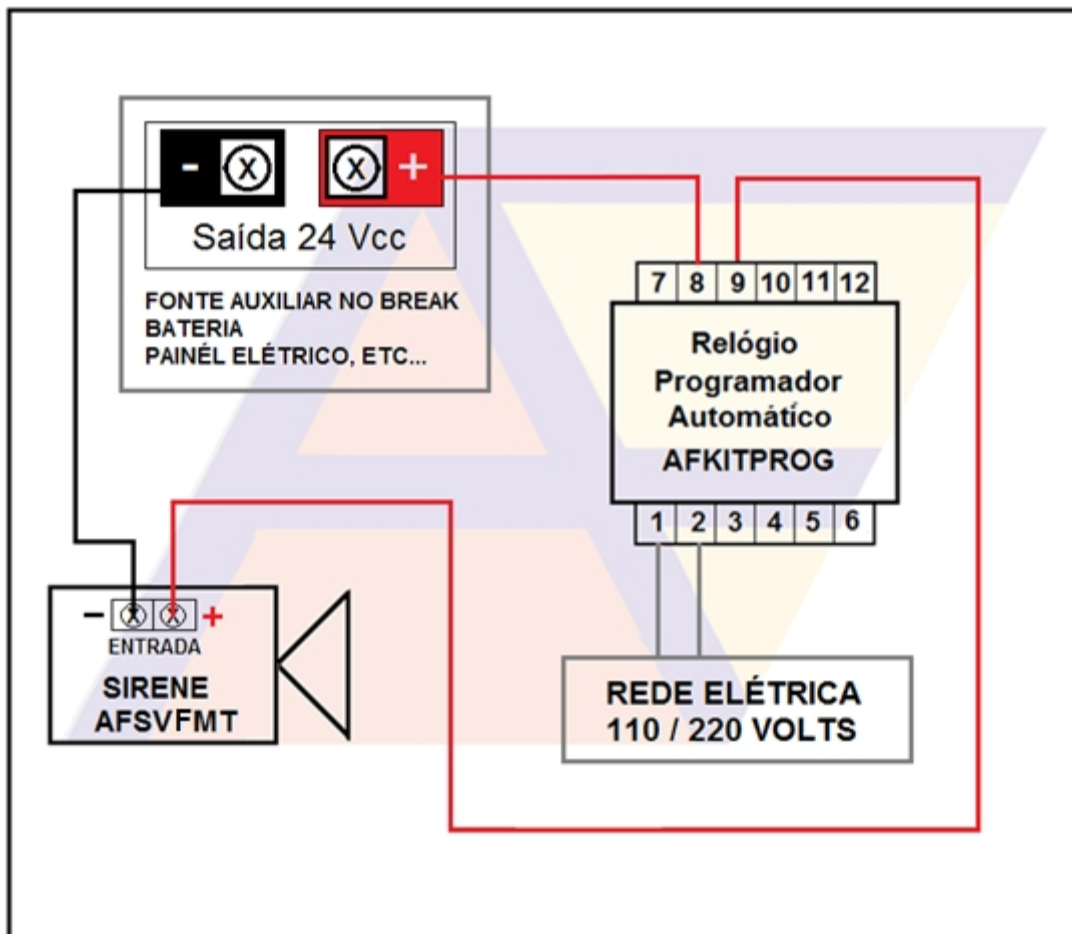 - X X +
Saída 24 Vcc
FONTE AUXILIAR NO BREAK
BATERIA
PAINÉL ELÉTRICO, ETC...
7 8 9 10 11 12
Relógio
Programador
Automátíco
AFKITPROG
1 2 3 4 5 6
- X X +
ENTRADA
SIRENE
AFSVFMT
REDE ELÉTRICA
110 / 220 VOLTS